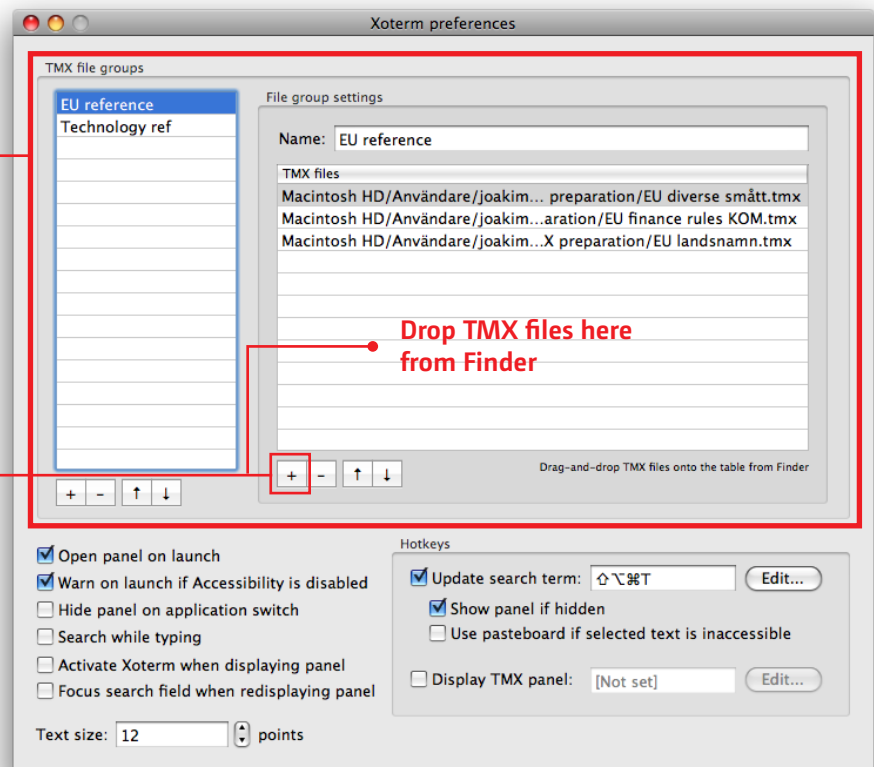 Xoterm preferences
TMX file groups
EU reference
Technology ref
+ - ↑ ↓
File group settings
Name: EU reference
TMX files
Macintosh HD/Användare/joakim... preparation/EU diverse smått.tmx
Macintosh HD/Användare/joakim...aration/EU finance rules KOM.tmx
Macintosh HD/Användare/joakim...X preparation/EU landsnamn.tmx
Drop TMX files here
from Finder
+ - ↑ ↓
Drag-and-drop TMX files onto the table from Finder
Open panel on launch
Warn on launch if Accessibility is disabled
Hide panel on application switch
Search while typing
Activate Xoterm when displaying panel
Focus search field when redisplaying panel
Text size: 12 points
Hotkeys
Update search term: ⇧⌥⌘T Edit...
Show panel if hidden
Use pasteboard if selected text is inaccessible
Display TMX panel: [Not set] Edit...